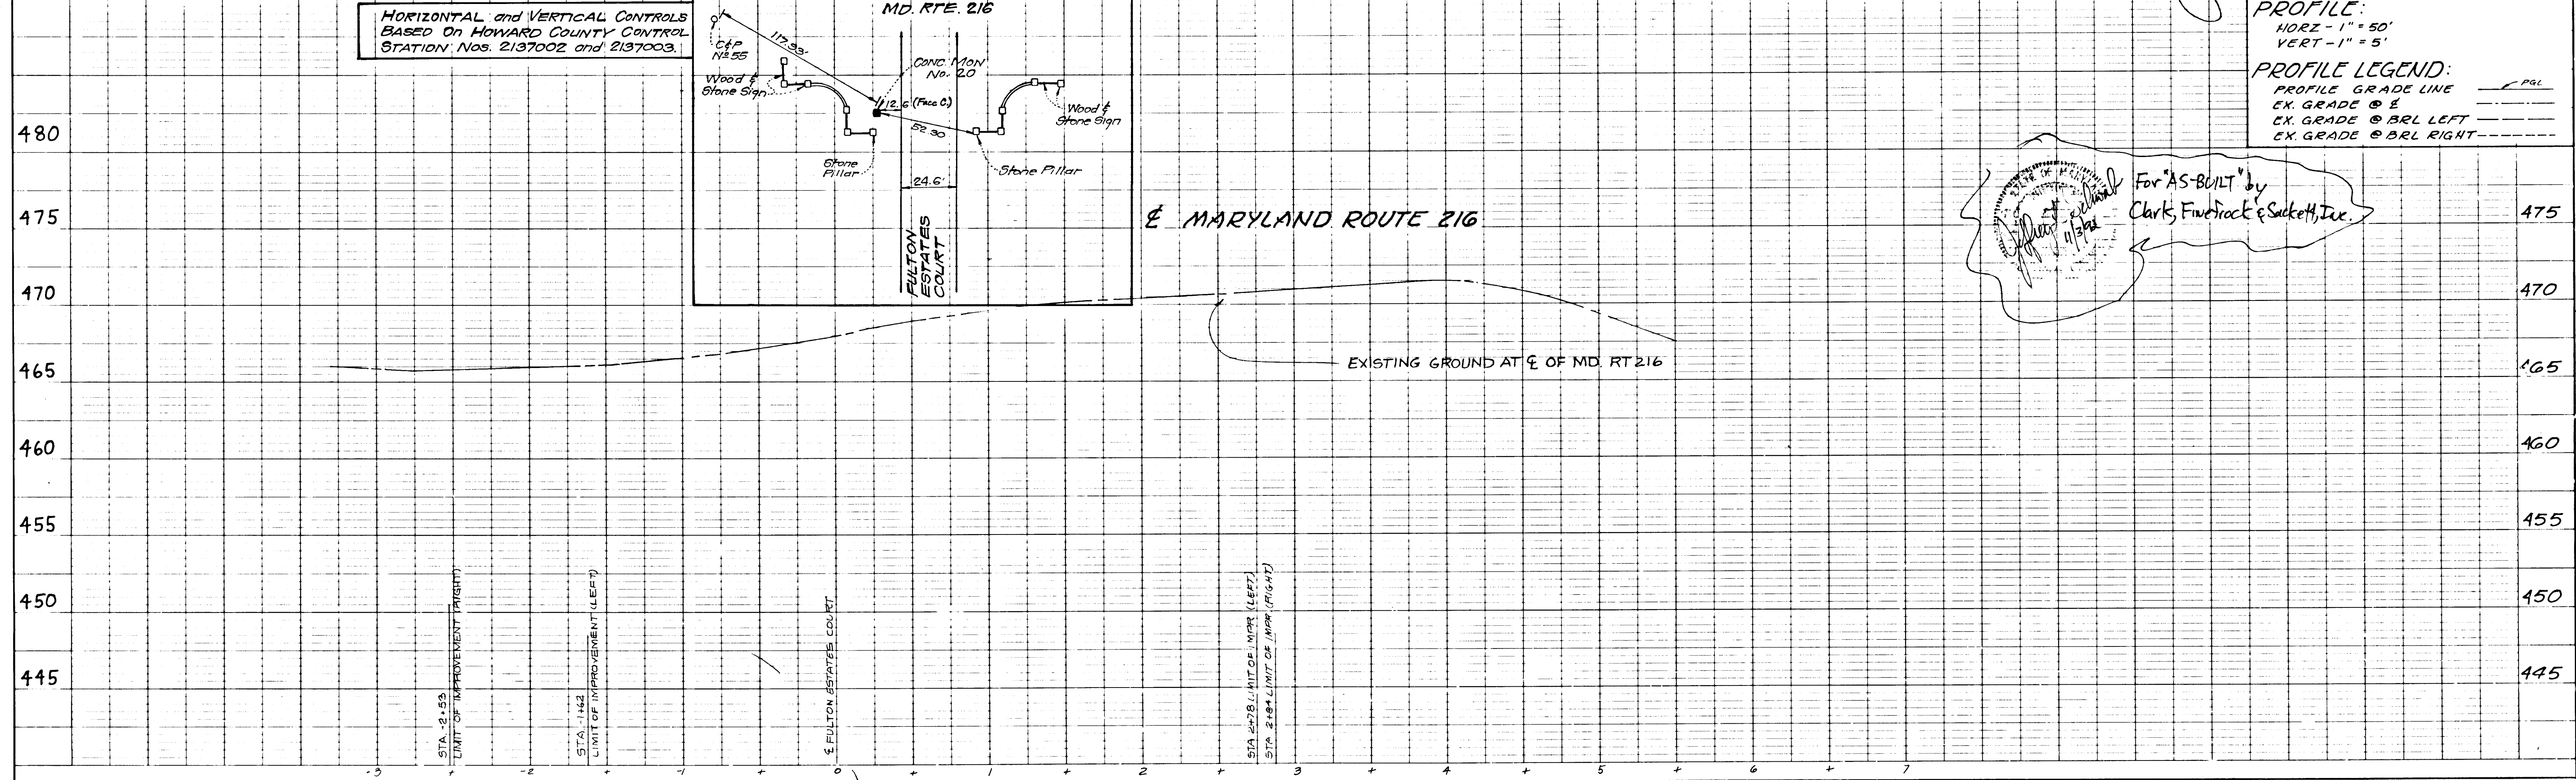 HORIZONTAL and VERTICAL CONTROLS
BASED On HOWARD COUNTY CONTROL
STATION Nos. 2137002 and 2137003.
MD. RTE. 216
C&P
Nº 55
117.93'
CONC. MON
No. 20
Wood &
Stone Sign
12.6 (Face C.)
52.30
Wood &
Stone Sign
Stone
Pillar
Stone Pillar
24.6'
FULTON
ESTATES
COURT
PROFILE:
HORZ - 1" = 50'
VERT - 1" = 5'
PROFILE LEGEND:
PROFILE GRADE LINE PGL
EX. GRADE @ ℄
EX. GRADE @ BRL LEFT
EX. GRADE @ BRL RIGHT
For "AS-BUILT" by
Clark, Finefrock & Sackett, Inc.
11/3/92
℄ MARYLAND ROUTE 216
EXISTING GROUND AT ℄ OF MD. RT 216
480
475
475
470
470
465
465
460
460
455
455
450
450
445
445
STA. -2+53
LIMIT OF IMPROVEMENT (RIGHT)
STA. -1+62
LIMIT OF IMPROVEMENT (LEFT)
℄ FULTON ESTATES COURT
STA 2+78 LIMIT OF IMPR (LEFT)
STA 2+84 LIMIT OF IMPR. (RIGHT)
-3 + -2 + -1 + 0 + 1 + 2 + 3 + 4 + 5 + 6 + 7